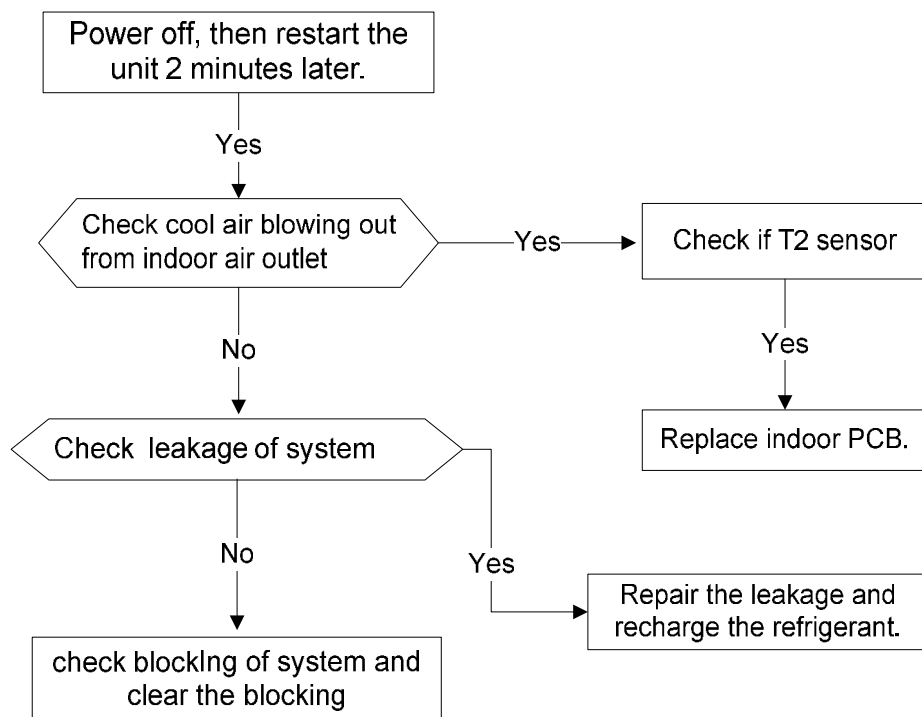 Power off, then restart the
unit 2 minutes later.
Yes
Check cool air blowing out
from indoor air outlet
Yes
Check if T2 sensor
No
Yes
Replace indoor PCB.
Check leakage of system
No
Yes
Repair the leakage and
recharge the refrigerant.
check blockIng of system and
clear the blocking